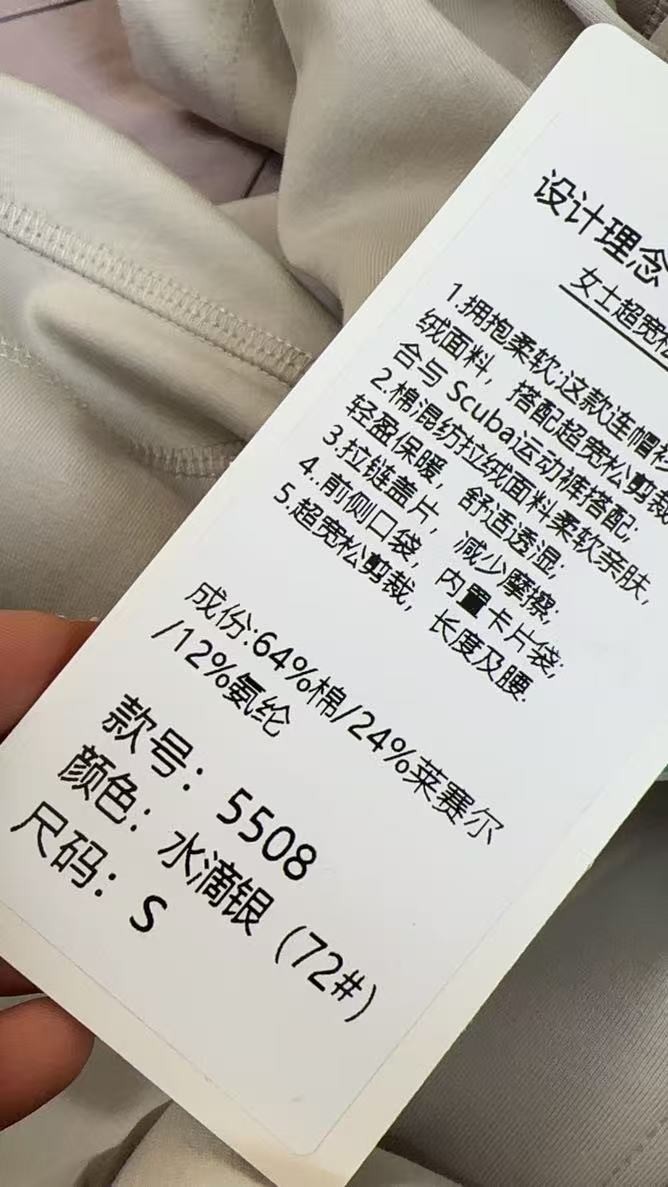 设计理念
女士超宽松
1.拥抱柔软,这款连帽衫
绒面料，搭配超宽松剪裁
合与 Scuba运动裤搭配;
2.棉混纺拉绒面料柔软亲肤,
轻盈保暖，舒适透湿;
3.拉链盖片，减少摩擦;
4..前侧口袋，内置卡片袋;
5.超宽松剪裁，长度及腰.
成份:64%棉/24%莱赛尔
/12%氨纶
款号：5508
颜色：水滴银（72#）
尺码：S